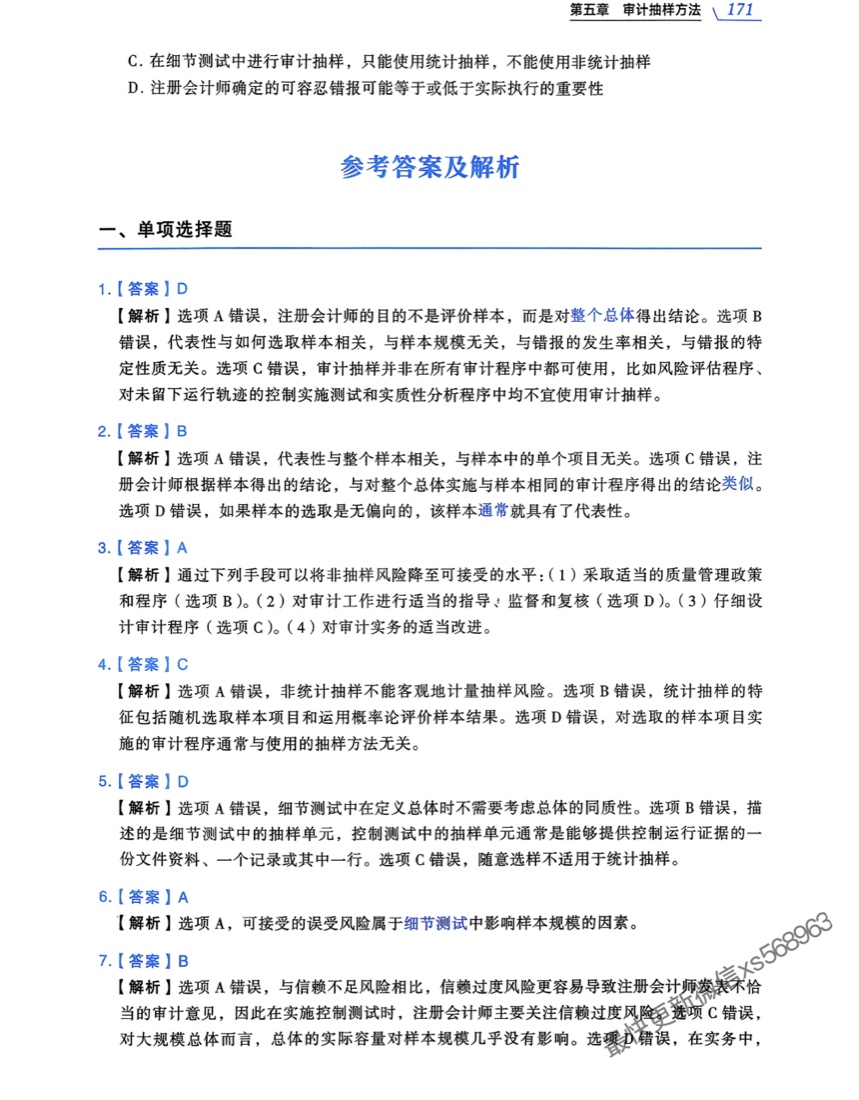 第五章 审计抽样方法 171
C. 在细节测试中进行审计抽样，只能使用统计抽样，不能使用非统计抽样
D. 注册会计师确定的可容忍错报可能等于或低于实际执行的重要性
参考答案及解析
一、单项选择题
1.【答案】D
【解析】选项 A 错误，注册会计师的目的不是评价样本，而是对整个总体得出结论。选项 B
错误，代表性与如何选取样本相关，与样本规模无关，与错报的发生率相关，与错报的特
定性质无关。选项 C 错误，审计抽样并非在所有审计程序中都可使用，比如风险评估程序、
对未留下运行轨迹的控制实施测试和实质性分析程序中均不宜使用审计抽样。
2.【答案】B
【解析】选项 A 错误，代表性与整个样本相关，与样本中的单个项目无关。选项 C 错误，注
册会计师根据样本得出的结论，与对整个总体实施与样本相同的审计程序得出的结论类似。
选项 D 错误，如果样本的选取是无偏向的，该样本通常就具有了代表性。
3.【答案】A
【解析】通过下列手段可以将非抽样风险降至可接受的水平：（1）采取适当的质量管理政策
和程序（选项 B）。（2）对审计工作进行适当的指导、监督和复核（选项 D）。（3）仔细设
计审计程序（选项 C）。（4）对审计实务的适当改进。
4.【答案】C
【解析】选项 A 错误，非统计抽样不能客观地计量抽样风险。选项 B 错误，统计抽样的特
征包括随机选取样本项目和运用概率论评价样本结果。选项 D 错误，对选取的样本项目实
施的审计程序通常与使用的抽样方法无关。
5.【答案】D
【解析】选项 A 错误，细节测试中在定义总体时不需要考虑总体的同质性。选项 B 错误，描
述的是细节测试中的抽样单元，控制测试中的抽样单元通常是能够提供控制运行证据的一
份文件资料、一个记录或其中一行。选项 C 错误，随意选样不适用于统计抽样。
6.【答案】A
【解析】选项 A，可接受的误受风险属于细节测试中影响样本规模的因素。
7.【答案】B
【解析】选项 A 错误，与信赖不足风险相比，信赖过度风险更容易导致注册会计师发表不恰
当的审计意见，因此在实施控制测试时，注册会计师主要关注信赖过度风险。选项 C 错误，
对大规模总体而言，总体的实际容量对样本规模几乎没有影响。选项 D 错误，在实务中，
最快更新微信xs568963